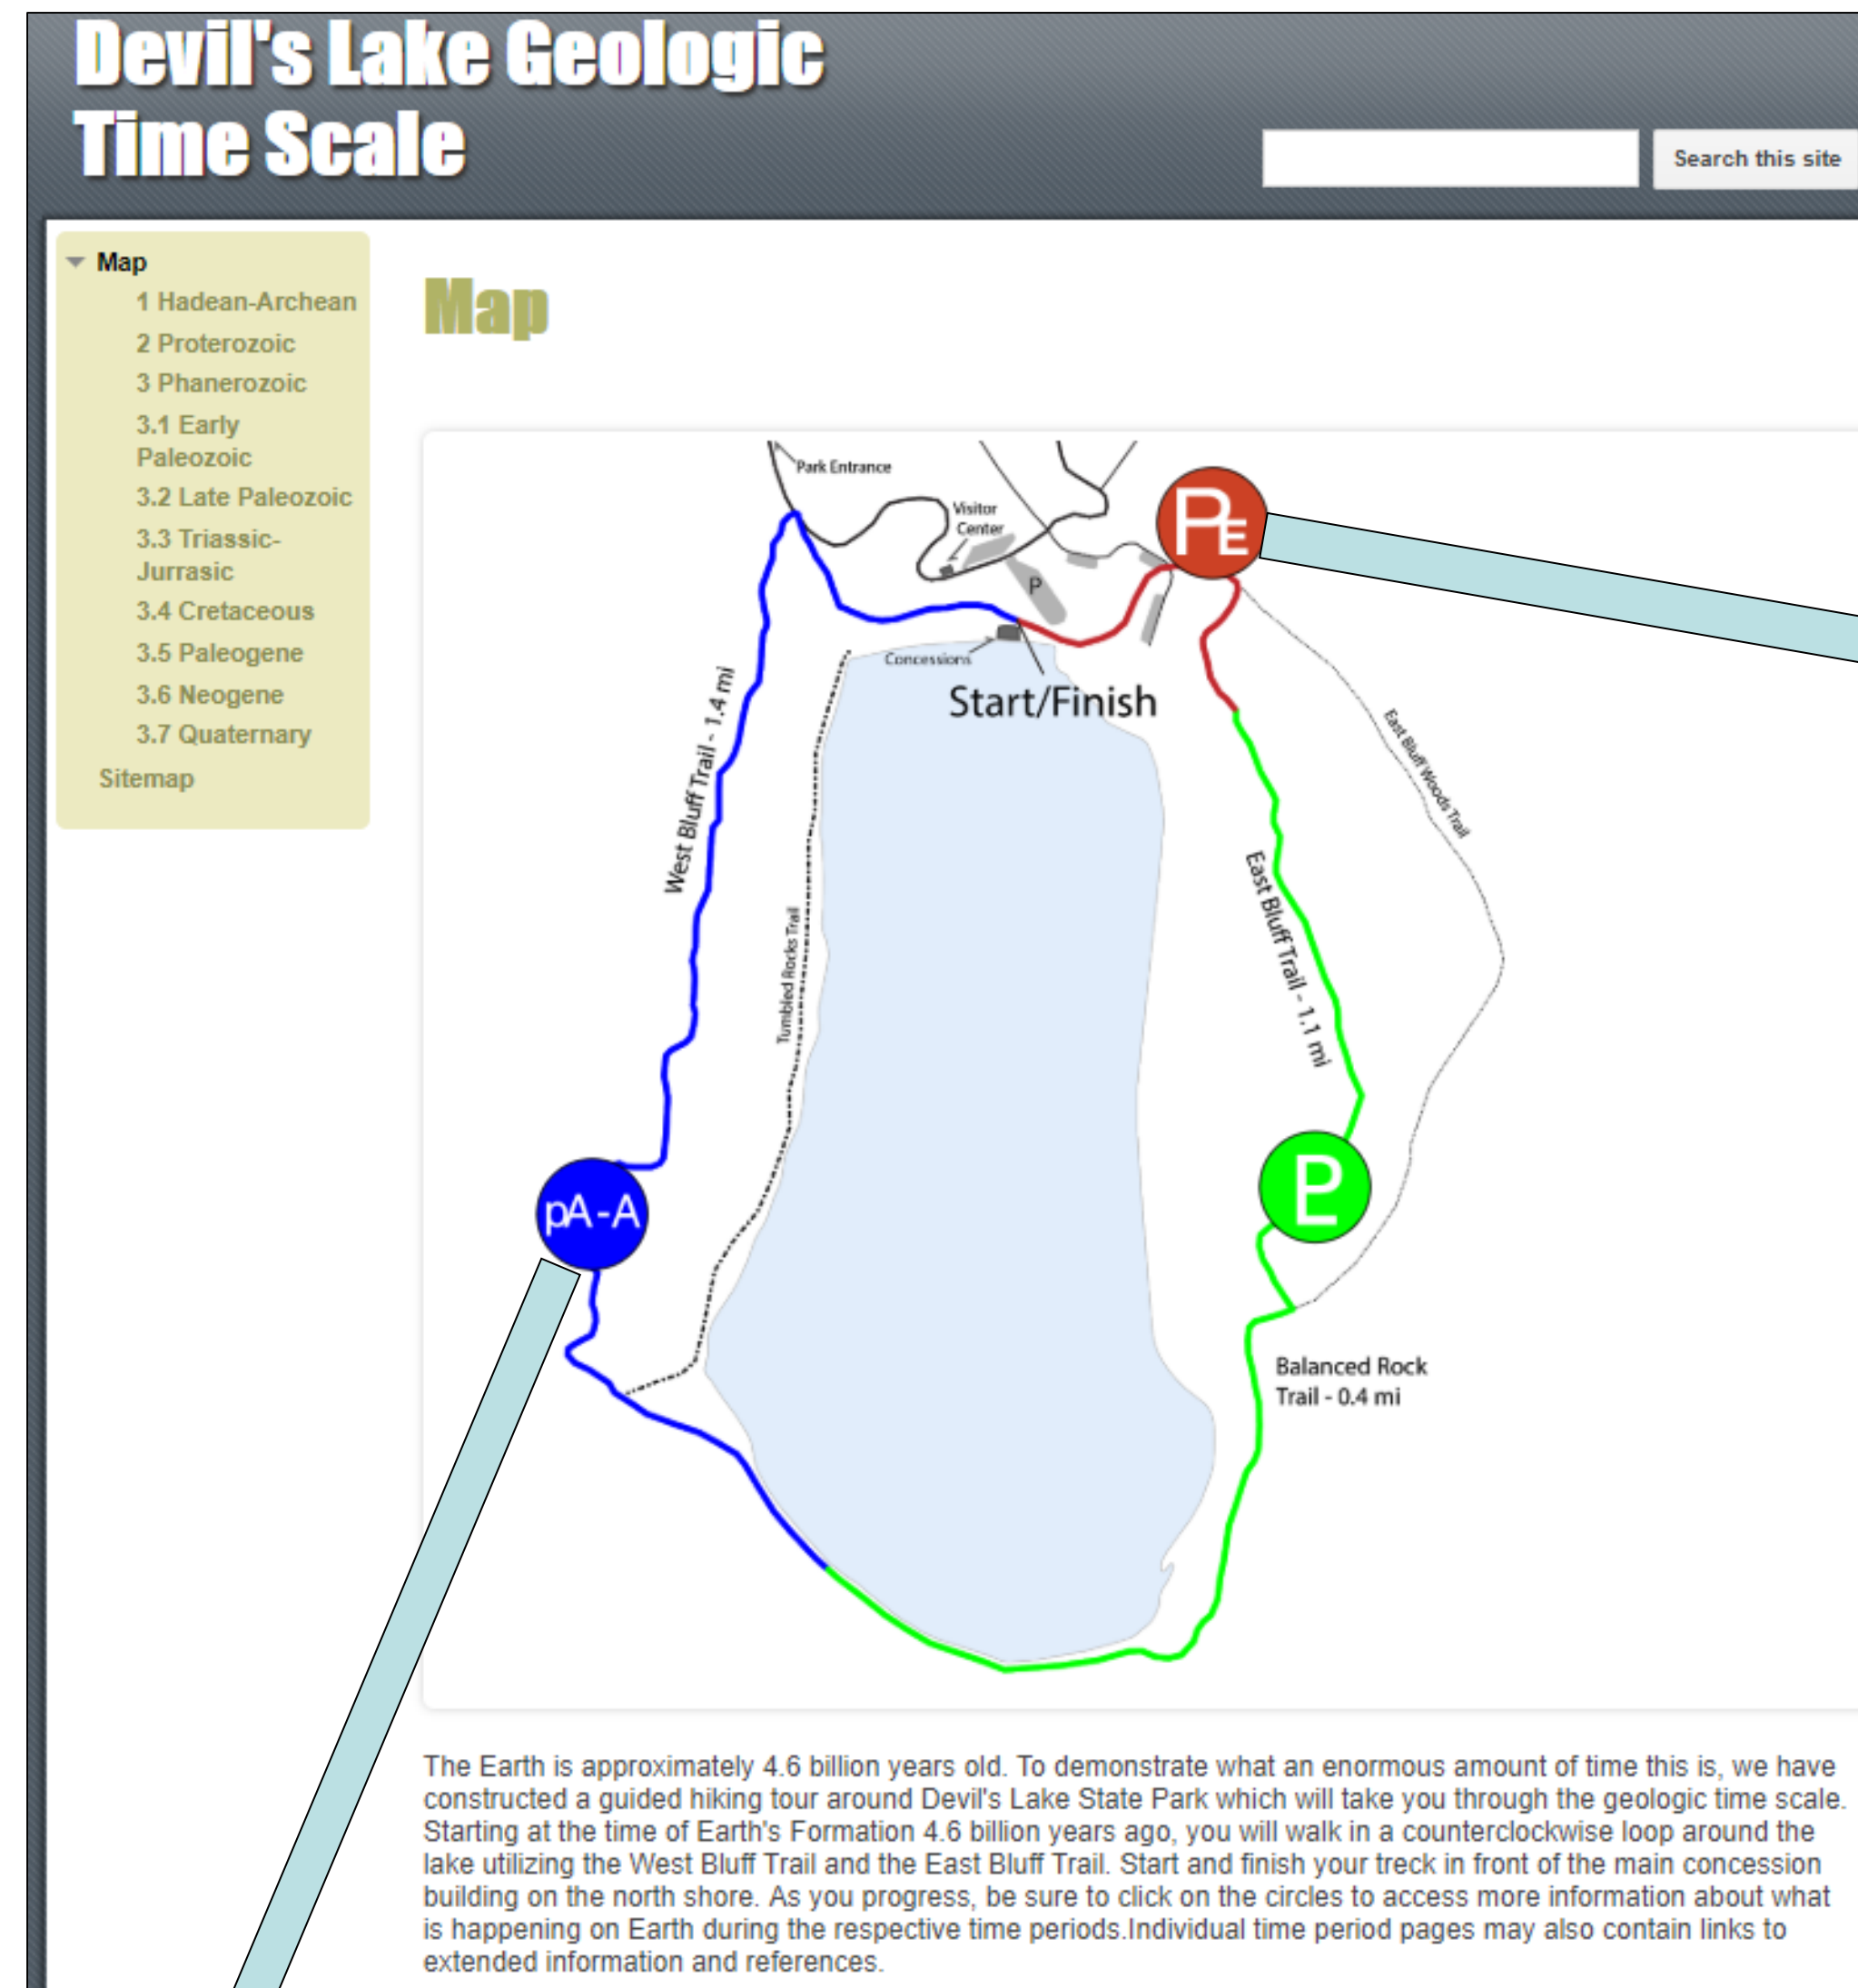 Devil's Lake Geologic
Time Scale
Search this site
Map
1 Hadean-Archean
2 Proterozoic
3 Phanerozoic
3.1 Early
Paleozoic
3.2 Late Paleozoic
3.3 Triassic-
Jurrasic
3.4 Cretaceous
3.5 Paleogene
3.6 Neogene
3.7 Quaternary
Sitemap
Map
Park Entrance
Visitor
Center
P
PE
Concessions
Start/Finish
West Bluff Trail - 1.4 mi
Tumbled Rocks Trail
East Bluff Woods Trail
East Bluff Trail - 1.1 mi
pA-A
P
Balanced Rock
Trail - 0.4 mi
The Earth is approximately 4.6 billion years old. To demonstrate what an enormous amount of time this is, we have
constructed a guided hiking tour around Devil's Lake State Park which will take you through the geologic time scale.
Starting at the time of Earth's Formation 4.6 billion years ago, you will walk in a counterclockwise loop around the
lake utilizing the West Bluff Trail and the East Bluff Trail. Start and finish your treck in front of the main concession
building on the north shore. As you progress, be sure to click on the circles to access more information about what
is happening on Earth during the respective time periods.Individual time period pages may also contain links to
extended information and references.